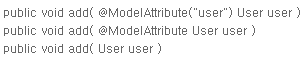 public void add( @ModelAttribute("user") User user )
public void add( @ModelAttribute User user )
public void add( User user )